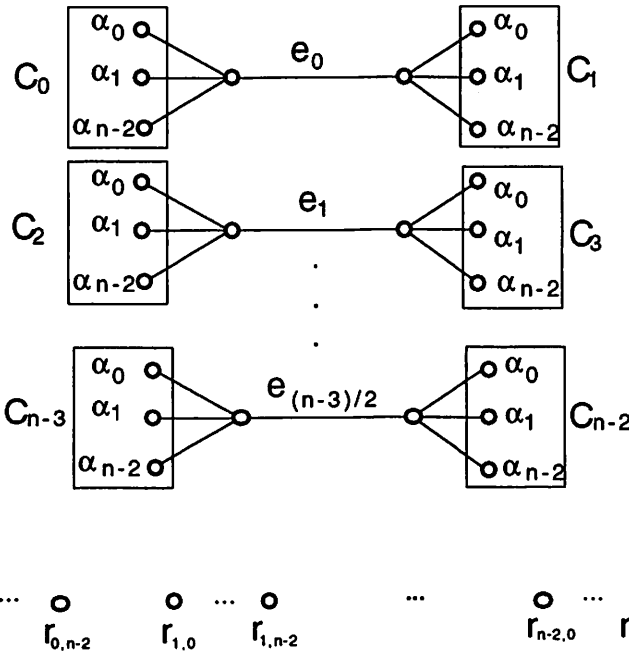 α₀ α₀
C₀ α₁ e₀ α₁ C₁
αₙ₋₂ αₙ₋₂
α₀ α₀
C₂ α₁ e₁ α₁ C₃
αₙ₋₂ αₙ₋₂
α₀ α₀
Cₙ₋₃ α₁ e₍ₙ₋₃₎/₂ α₁ Cₙ₋₂
αₙ₋₂ αₙ₋₂
... ... ... ...
r₀,ₙ₋₂ r₁,₀ r₁,ₙ₋₂ rₙ₋₂,₀